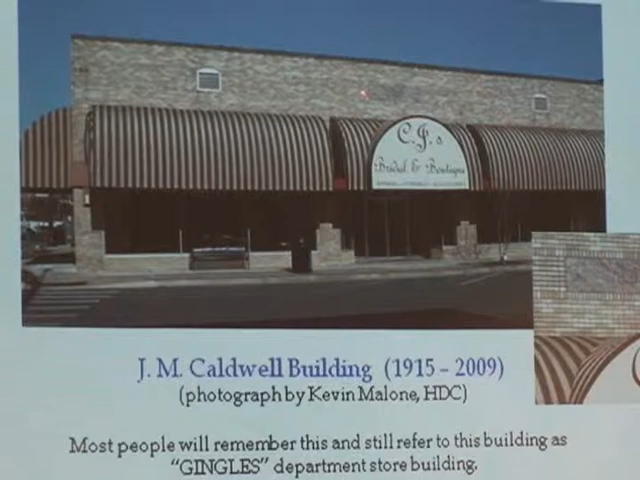 C.J.s
Bridal & Boutique
J. M. Caldwell Building (1915 – 2009)
(photograph by Kevin Malone, HDC)
Most people will remember this and still refer to this building as
“GINGLES” department store building.